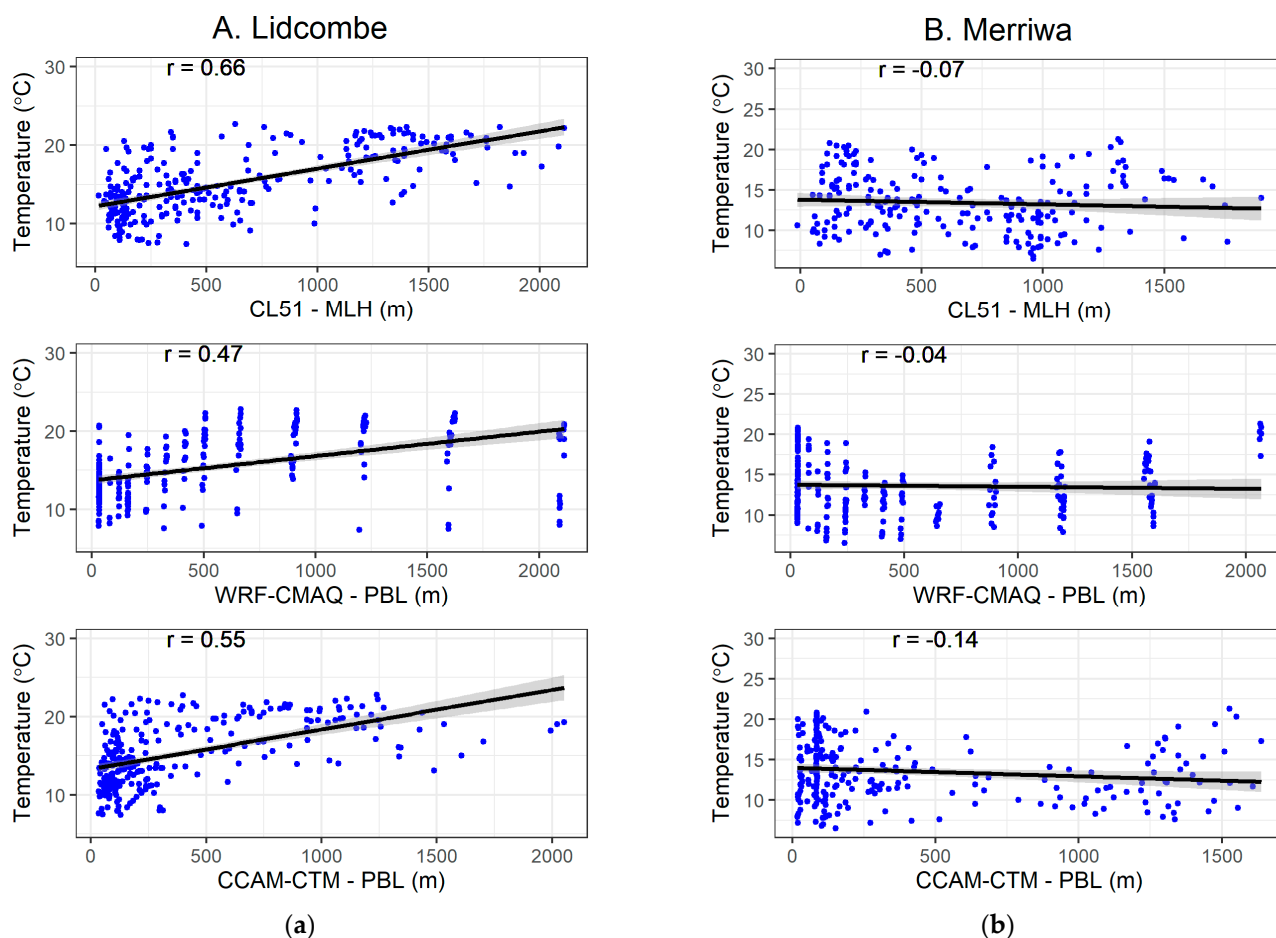 A. Lidcombe
r = 0.66
Temperature (°C)
30
20
10
0 500 1000 1500 2000
CL51 - MLH (m)
r = 0.47
Temperature (°C)
30
20
10
0 500 1000 1500 2000
WRF-CMAQ - PBL (m)
r = 0.55
Temperature (°C)
30
20
10
0 500 1000 1500 2000
CCAM-CTM - PBL (m)
(a)
B. Merriwa
r = -0.07
Temperature (°C)
30
25
20
15
10
0 500 1000 1500
CL51 - MLH (m)
r = -0.04
Temperature (°C)
30
25
20
15
10
0 500 1000 1500 2000
WRF-CMAQ - PBL (m)
r = -0.14
Temperature (°C)
30
25
20
15
10
0 500 1000 1500
CCAM-CTM - PBL (m)
(b)